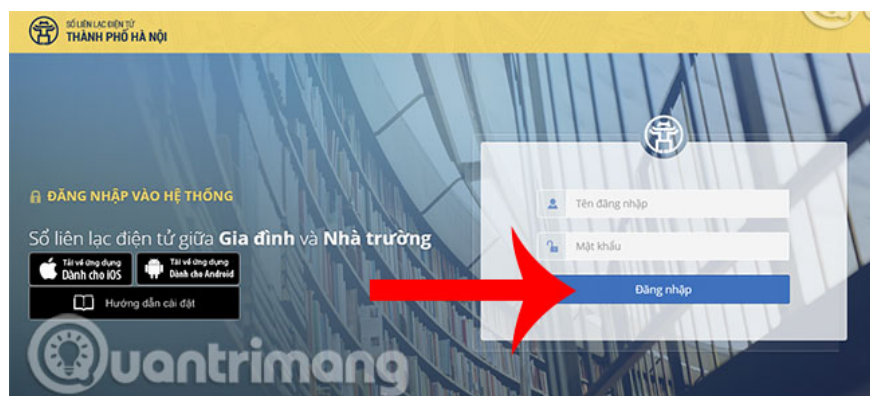 SỔ LIÊN LẠC ĐIỆN TỬ
THÀNH PHỐ HÀ NỘI
ĐĂNG NHẬP VÀO HỆ THỐNG
Sổ liên lạc điện tử giữa Gia đình và Nhà trường
Tải về ứng dụng
Dành cho iOS
Tải về ứng dụng
Dành cho Android
Hướng dẫn cài đặt
Tên đăng nhập
Mật khẩu
Đăng nhập
Quantrimang